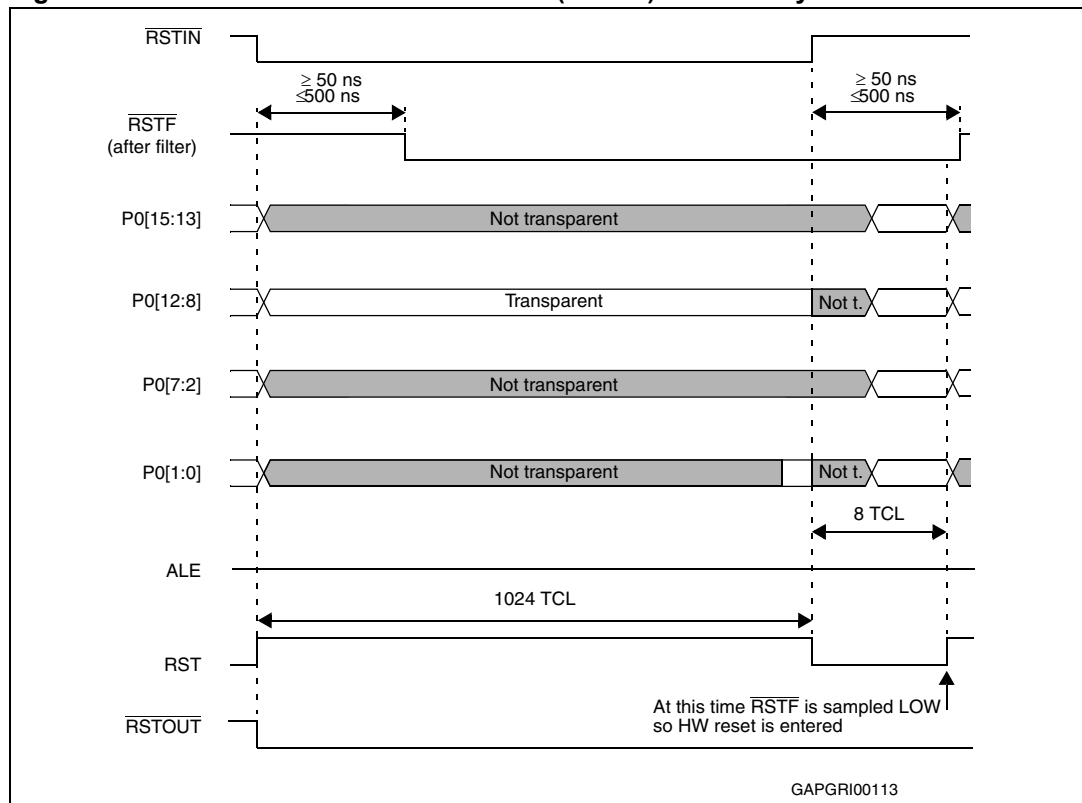 RSTIN
≥ 50 ns
≤500 ns
≥ 50 ns
≤500 ns
RSTF
(after filter)
P0[15:13]
Not transparent
P0[12:8]
Transparent
Not t.
P0[7:2]
Not transparent
P0[1:0]
Not transparent
Not t.
8 TCL
ALE
1024 TCL
RST
At this time RSTF is sampled LOW
so HW reset is entered
RSTOUT
GAPGRI00113